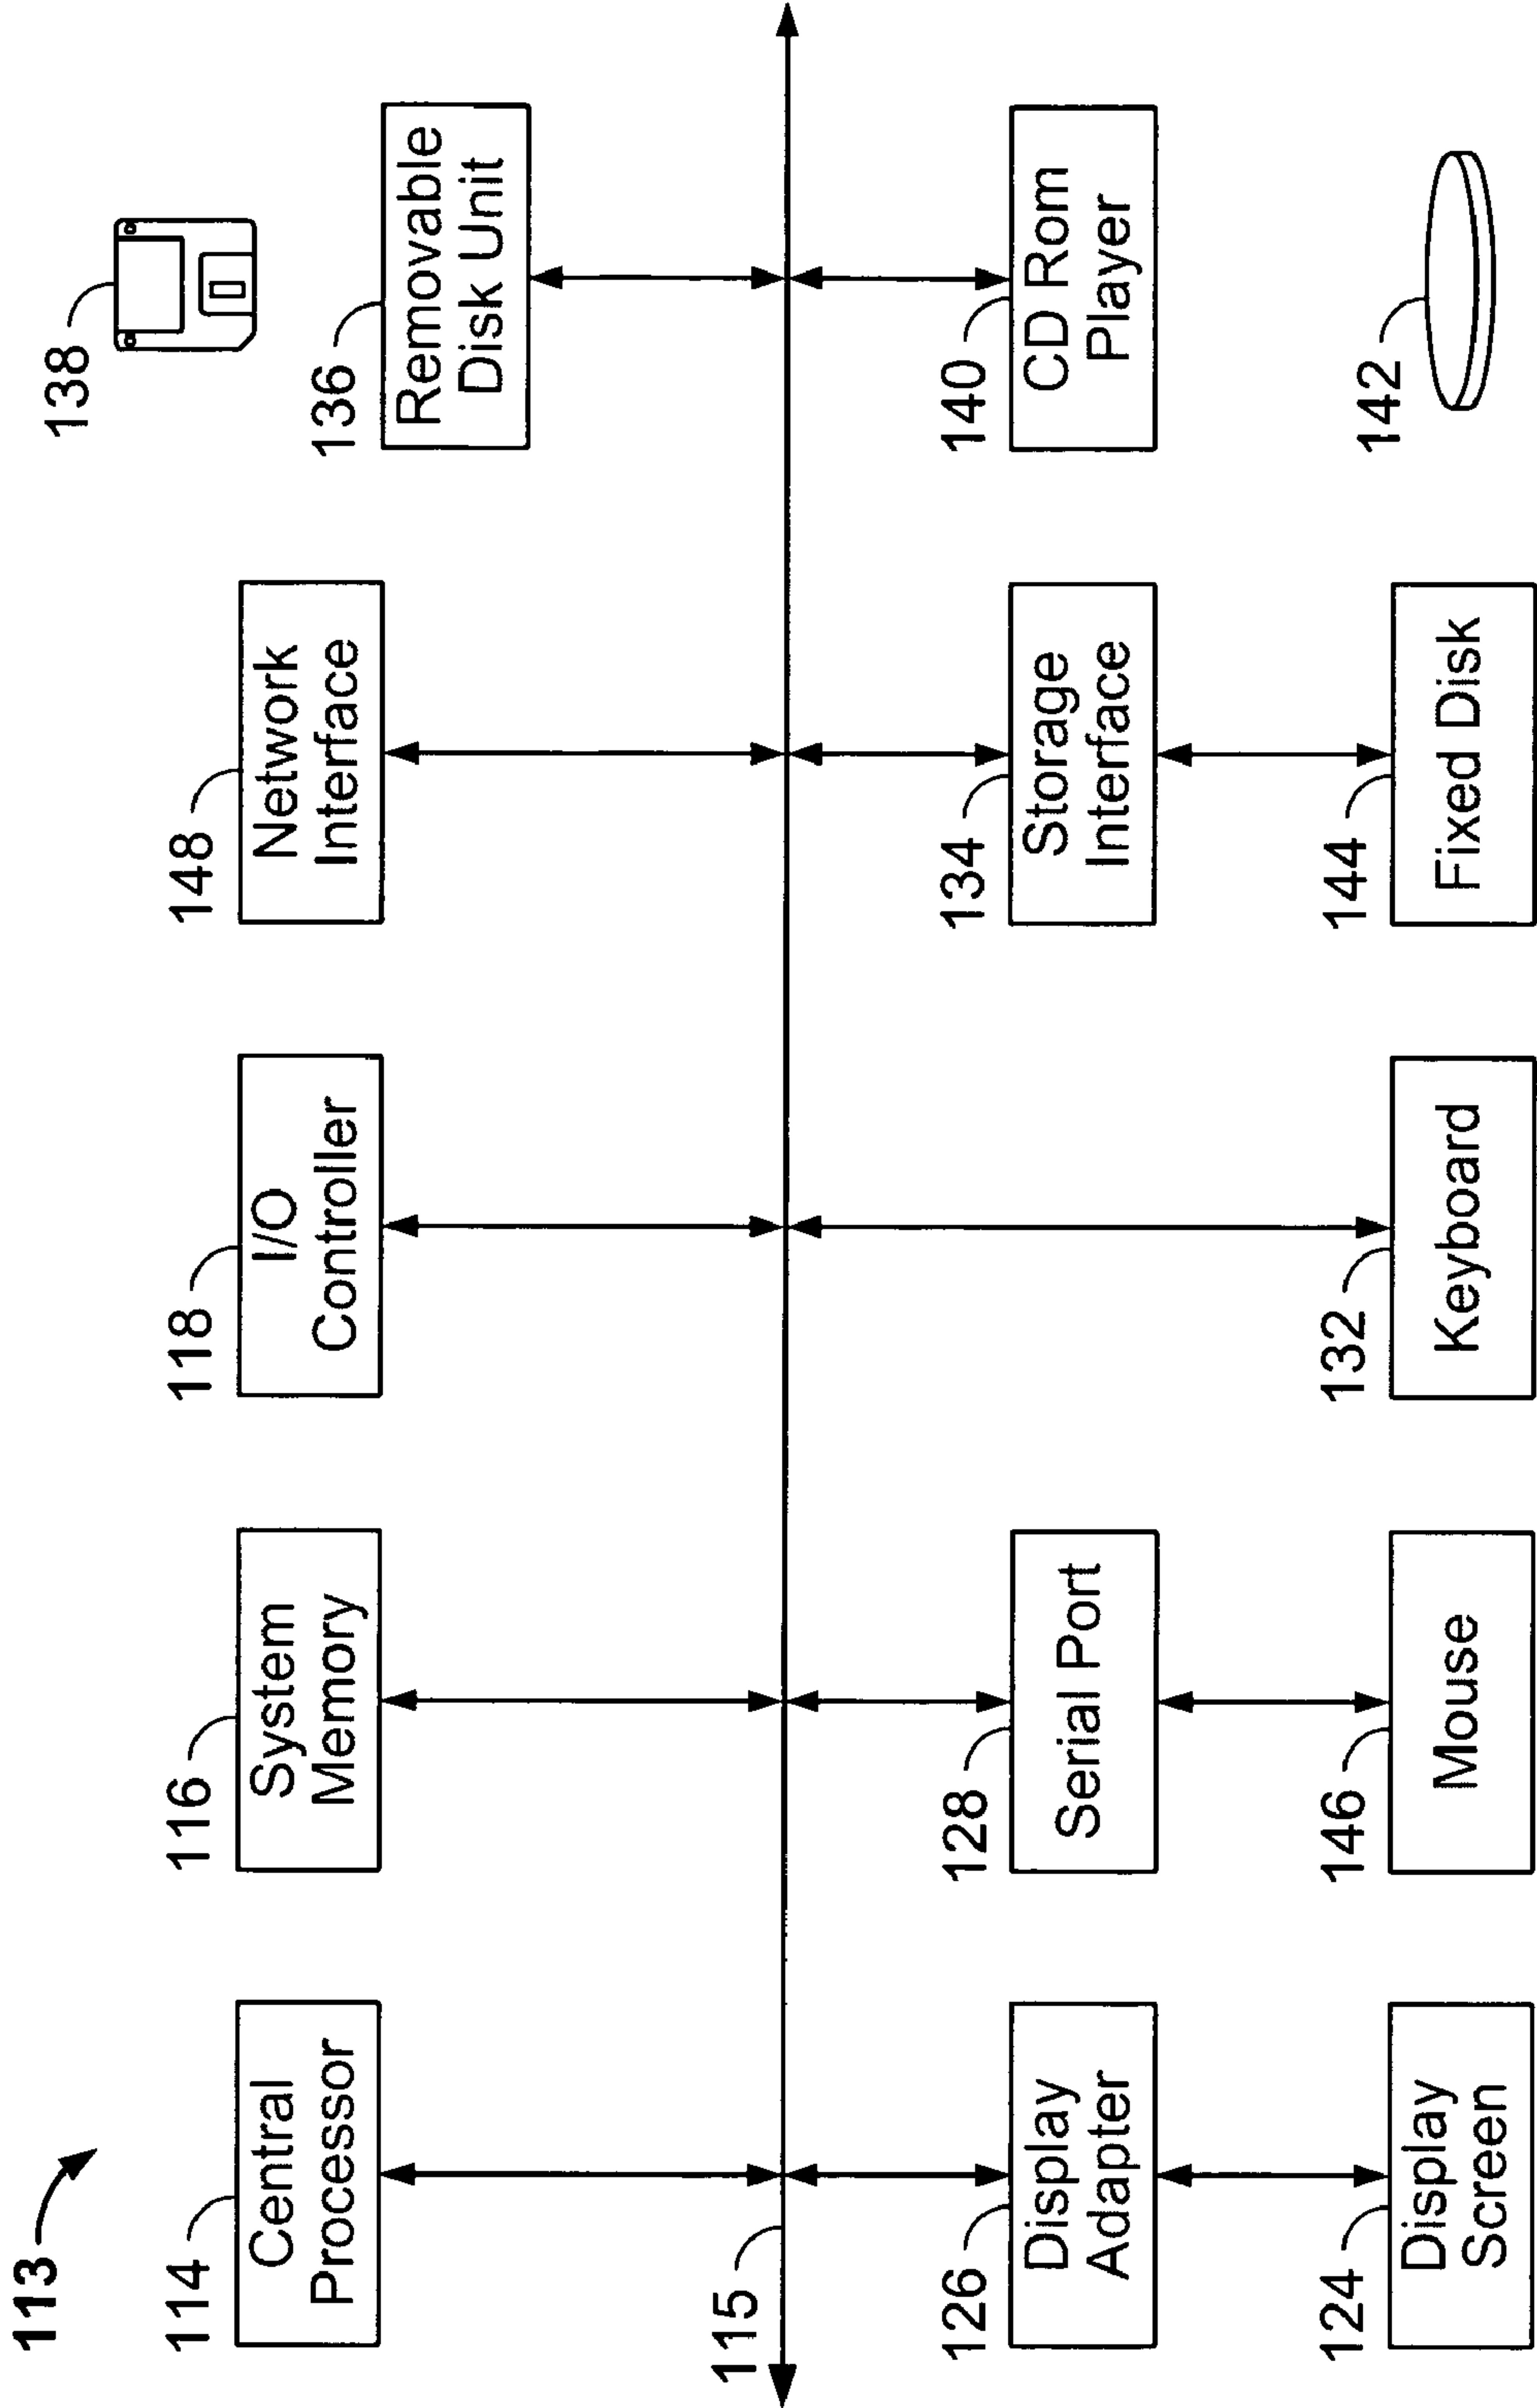 113
114
Central
Processor
116
System
Memory
118
I/O
Controller
148
Network
Interface
138
136
Removable
Disk Unit
115
126
Display
Adapter
128
Serial Port
134
Storage
Interface
140
CD Rom
Player
124
Display
Screen
146
Mouse
132
Keyboard
144
Fixed Disk
142